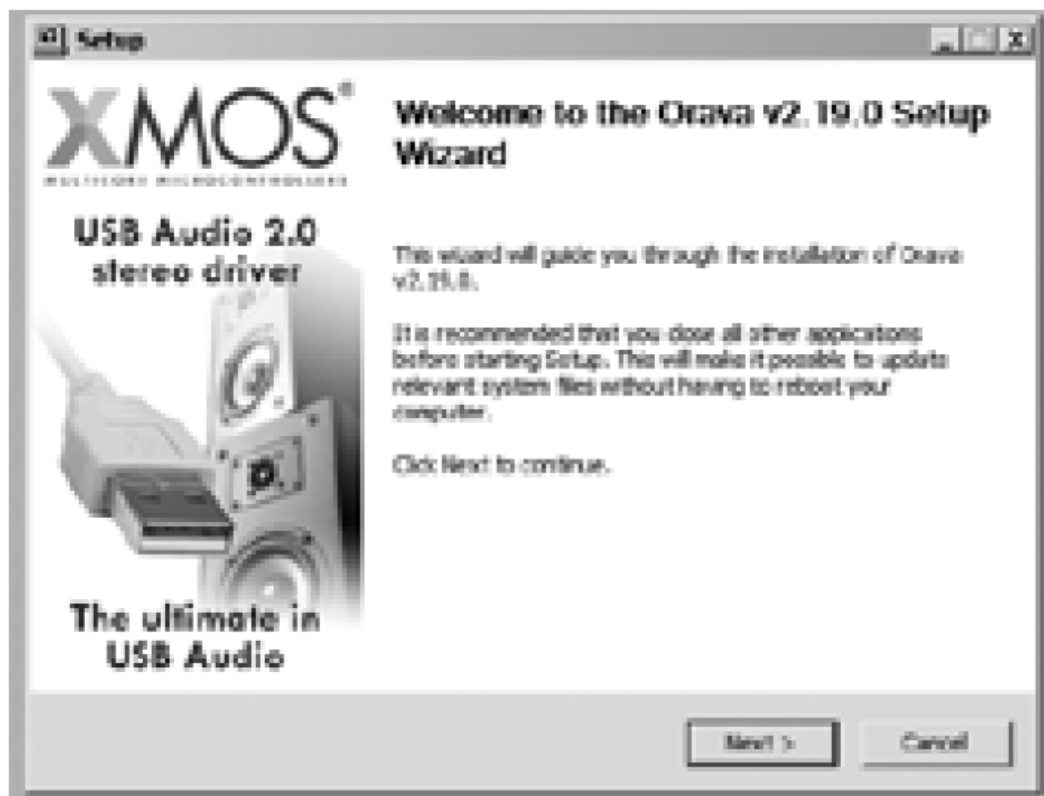 Setup
XMOS®
MULTICORE MICROCONTROLLERS
USB Audio 2.0
stereo driver
The ultimate in
USB Audio
Welcome to the Orava v2.19.0 Setup
Wizard
This wizard will guide you through the installation of Orava
v2.19.0.
It is recommended that you close all other applications
before starting Setup. This will make it possible to update
relevant system files without having to reboot your
computer.
Click Next to continue.
Next >
Cancel